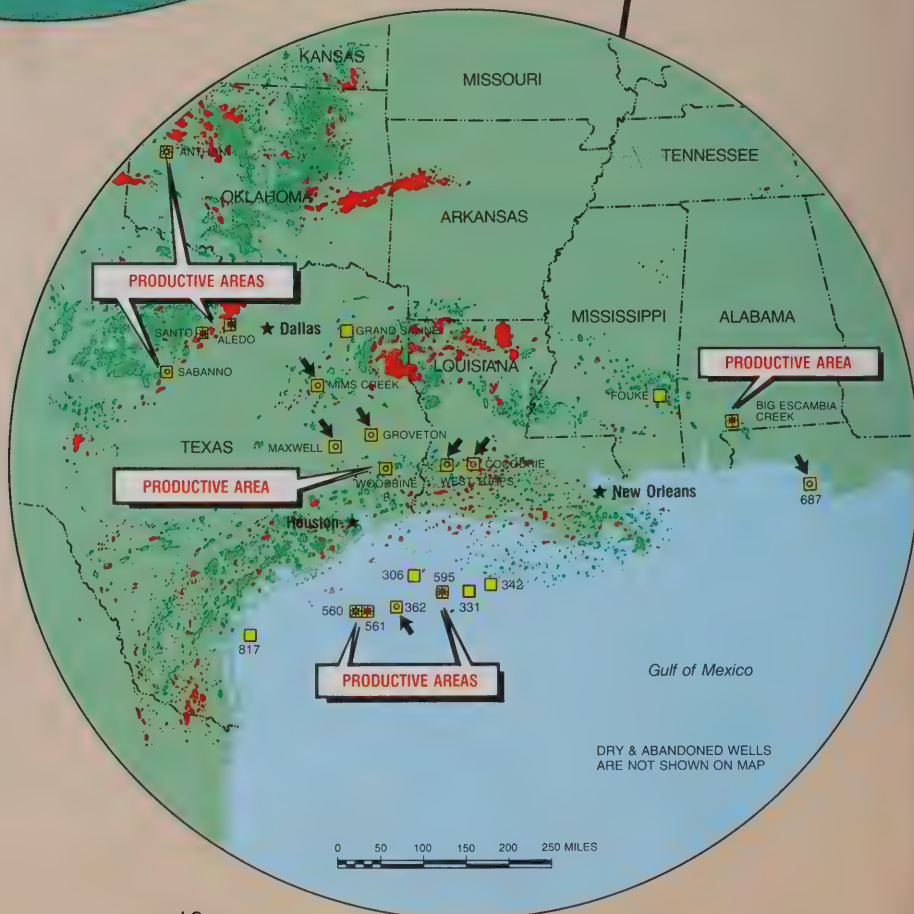 KANSAS
MISSOURI
ANTHON
TENNESSEE
OKLAHOMA
ARKANSAS
PRODUCTIVE AREAS
MISSISSIPPI
ALABAMA
SANTO
ALEDO
Dallas
GRAND SALINE
LOUISIANA
PRODUCTIVE AREA
SABANNO
MIMS CREEK
FOUKE
BIG ESCAMBIA
CREEK
TEXAS
MAXWELL
GROVETON
COCODRIE
WEST
PRODUCTIVE AREA
WOODBINE
New Orleans
687
Houston
306
595
342
560
561
362
331
817
PRODUCTIVE AREAS
Gulf of Mexico
DRY & ABANDONED WELLS
ARE NOT SHOWN ON MAP
0 50 100 150 200 250 MILES